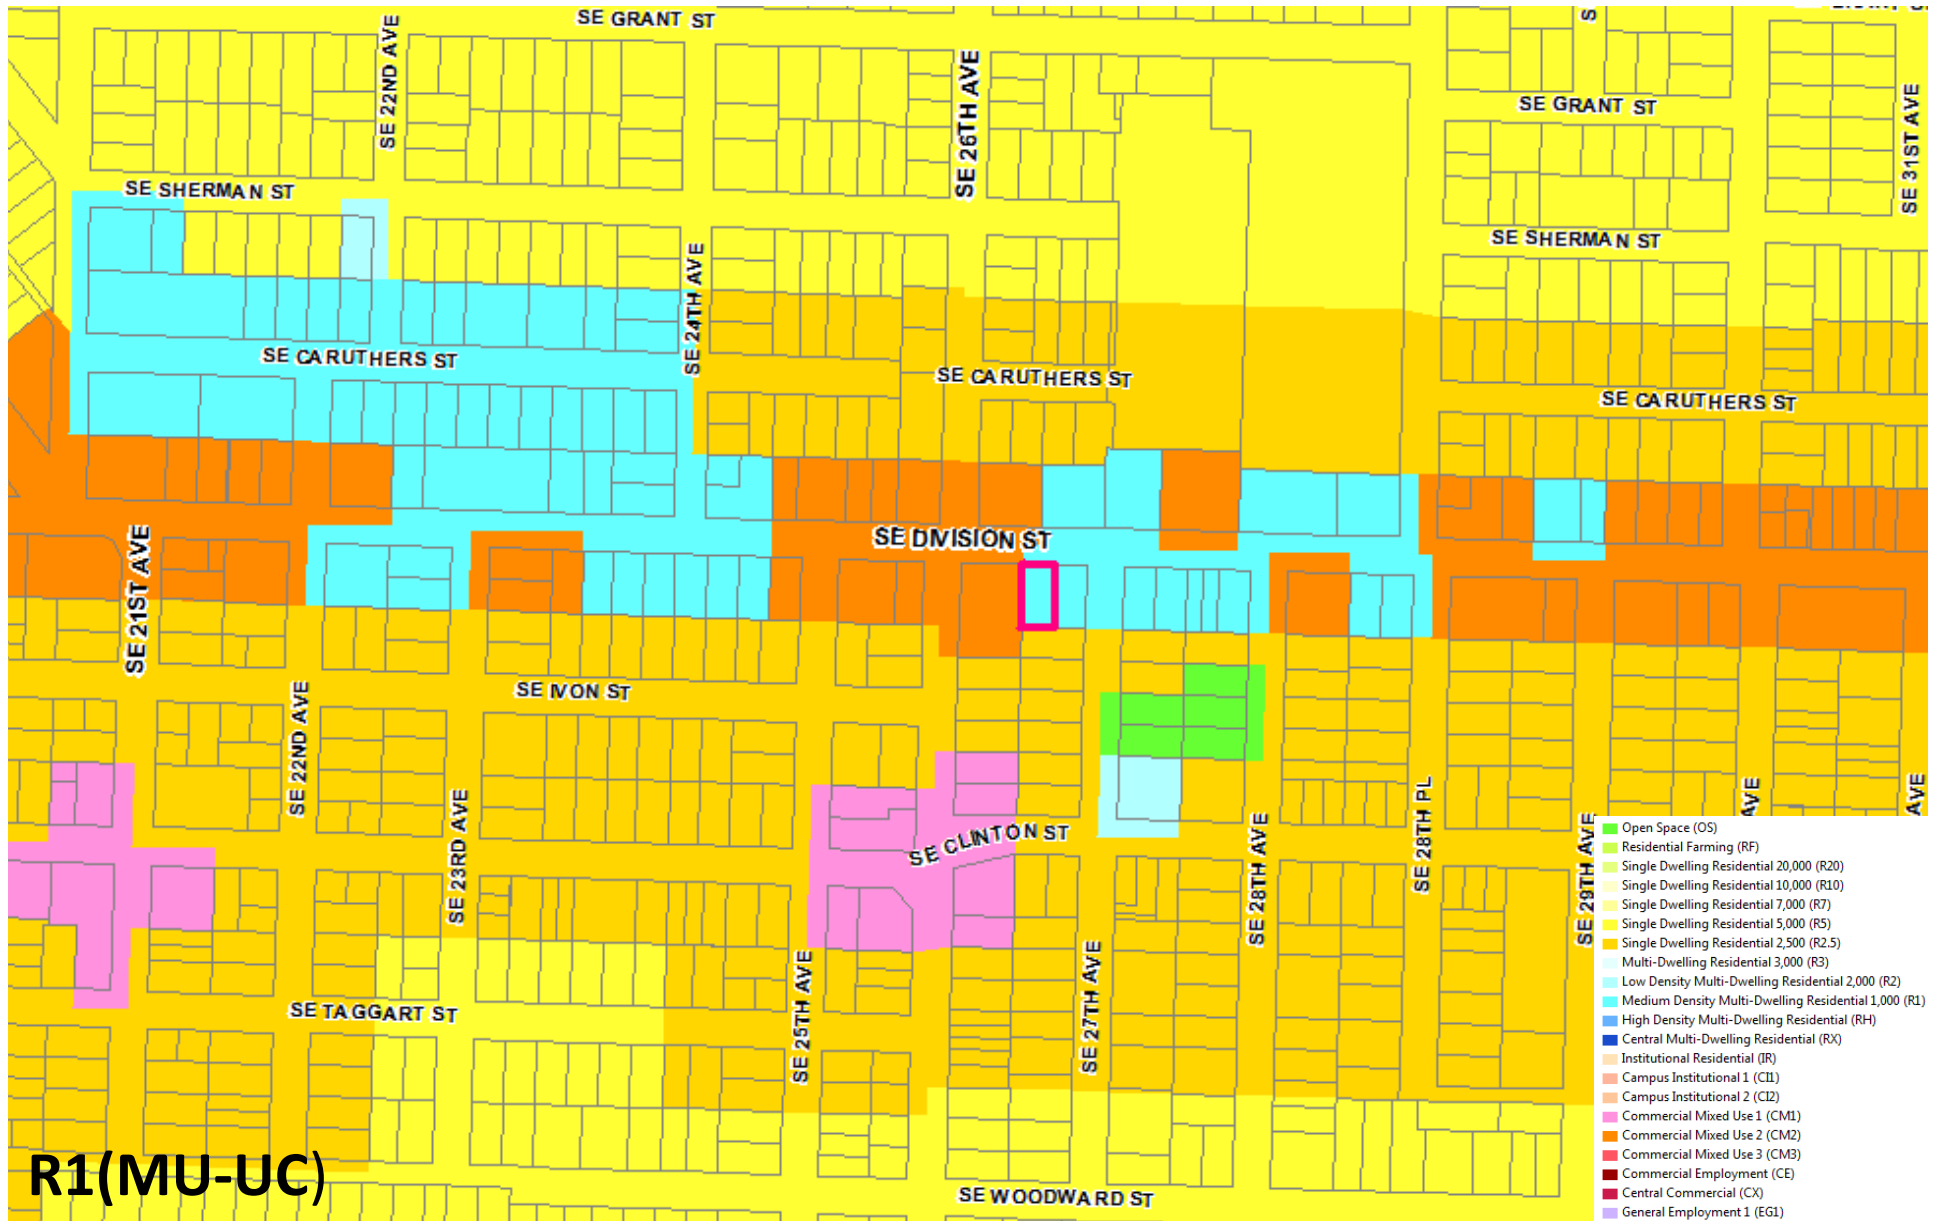 SE GRANT ST
SE 22ND AVE
SE 26TH AVE
SE GRANT ST
SE 31ST AVE
SE SHERMAN ST
SE SHERMAN ST
SE 24TH AVE
SE CARUTHERS ST
SE CARUTHERS ST
SE CARUTHERS ST
SE DIVISION ST
SE 21ST AVE
SE IVON ST
SE 22ND AVE
SE 23RD AVE
SE CLINTON ST
SE 28TH PL
SE 28TH AVE
SE 29TH AVE
AVE
AVE
SE 25TH AVE
SE 27TH AVE
SE TAGGART ST
SE WOODWARD ST
R1(MU-UC)
Open Space (OS)
Residential Farming (RF)
Single Dwelling Residential 20,000 (R20)
Single Dwelling Residential 10,000 (R10)
Single Dwelling Residential 7,000 (R7)
Single Dwelling Residential 5,000 (R5)
Single Dwelling Residential 2,500 (R2.5)
Multi-Dwelling Residential 3,000 (R3)
Low Density Multi-Dwelling Residential 2,000 (R2)
Medium Density Multi-Dwelling Residential 1,000 (R1)
High Density Multi-Dwelling Residential (RH)
Central Multi-Dwelling Residential (RX)
Institutional Residential (IR)
Campus Institutional 1 (CI1)
Campus Institutional 2 (CI2)
Commercial Mixed Use 1 (CM1)
Commercial Mixed Use 2 (CM2)
Commercial Mixed Use 3 (CM3)
Commercial Employment (CE)
Central Commercial (CX)
General Employment 1 (EG1)